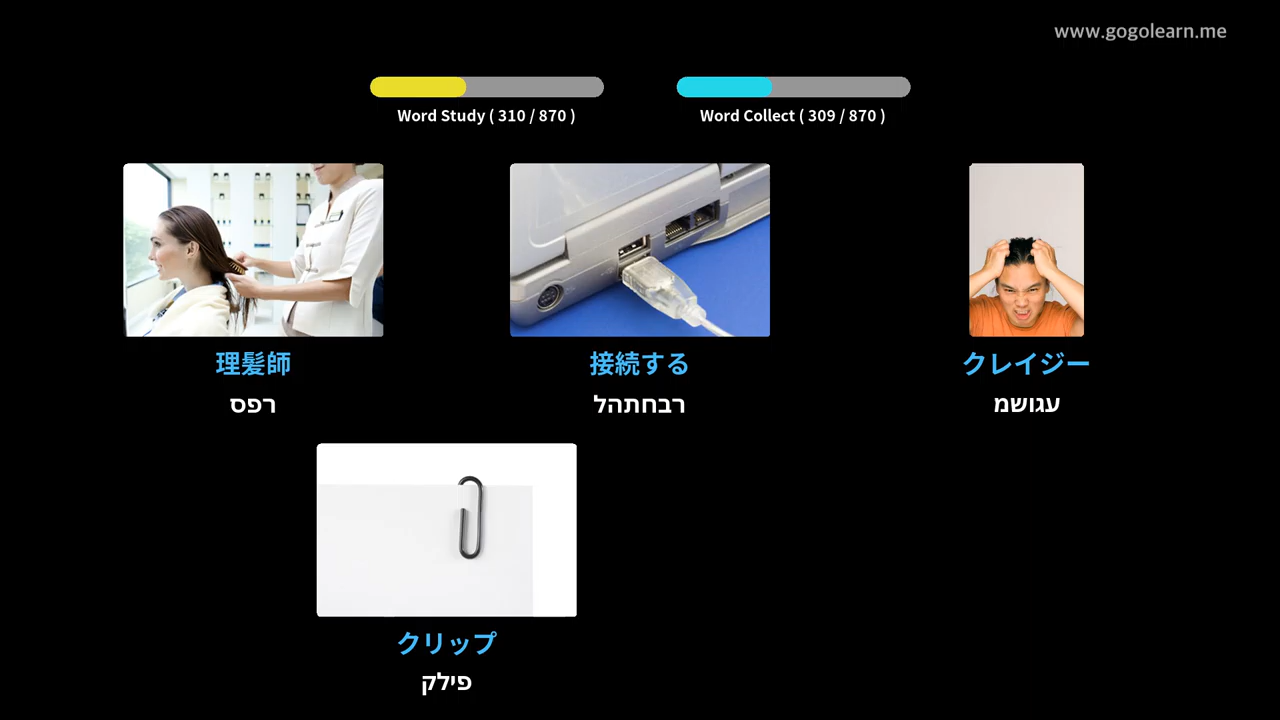 www.gogolearn.me
Word Study ( 310 / 870 )
Word Collect ( 309 / 870 )
理髪師
接続する
クレイジー
רפס
רבחתהל
עגושמ
クリップ
פילק